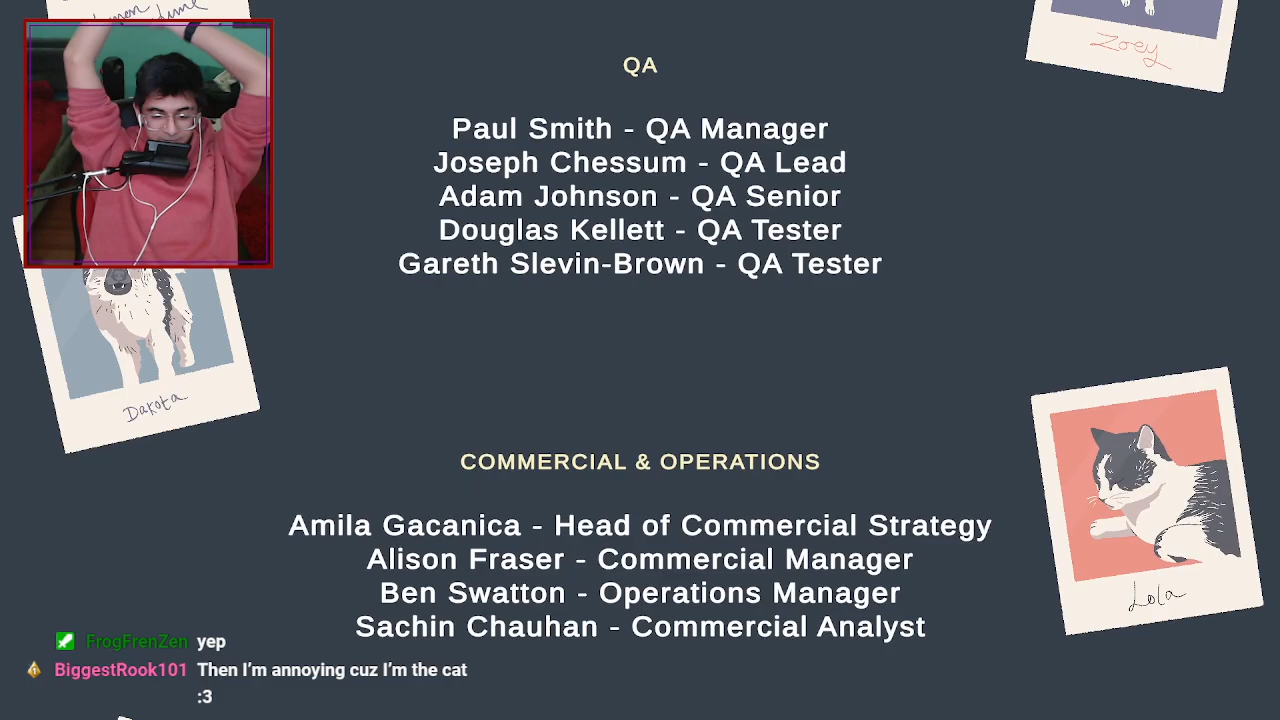 Zoey
QA
Paul Smith - QA Manager
Joseph Chessum - QA Lead
Adam Johnson - QA Senior
Douglas Kellett - QA Tester
Gareth Slevin-Brown - QA Tester
Dakota
COMMERCIAL & OPERATIONS
Amila Gacanica - Head of Commercial Strategy
Alison Fraser - Commercial Manager
Ben Swatton - Operations Manager
Sachin Chauhan - Commercial Analyst
Lola
FrogFrenZen yep
BiggestRook101 Then I’m annoying cuz I’m the cat
:3